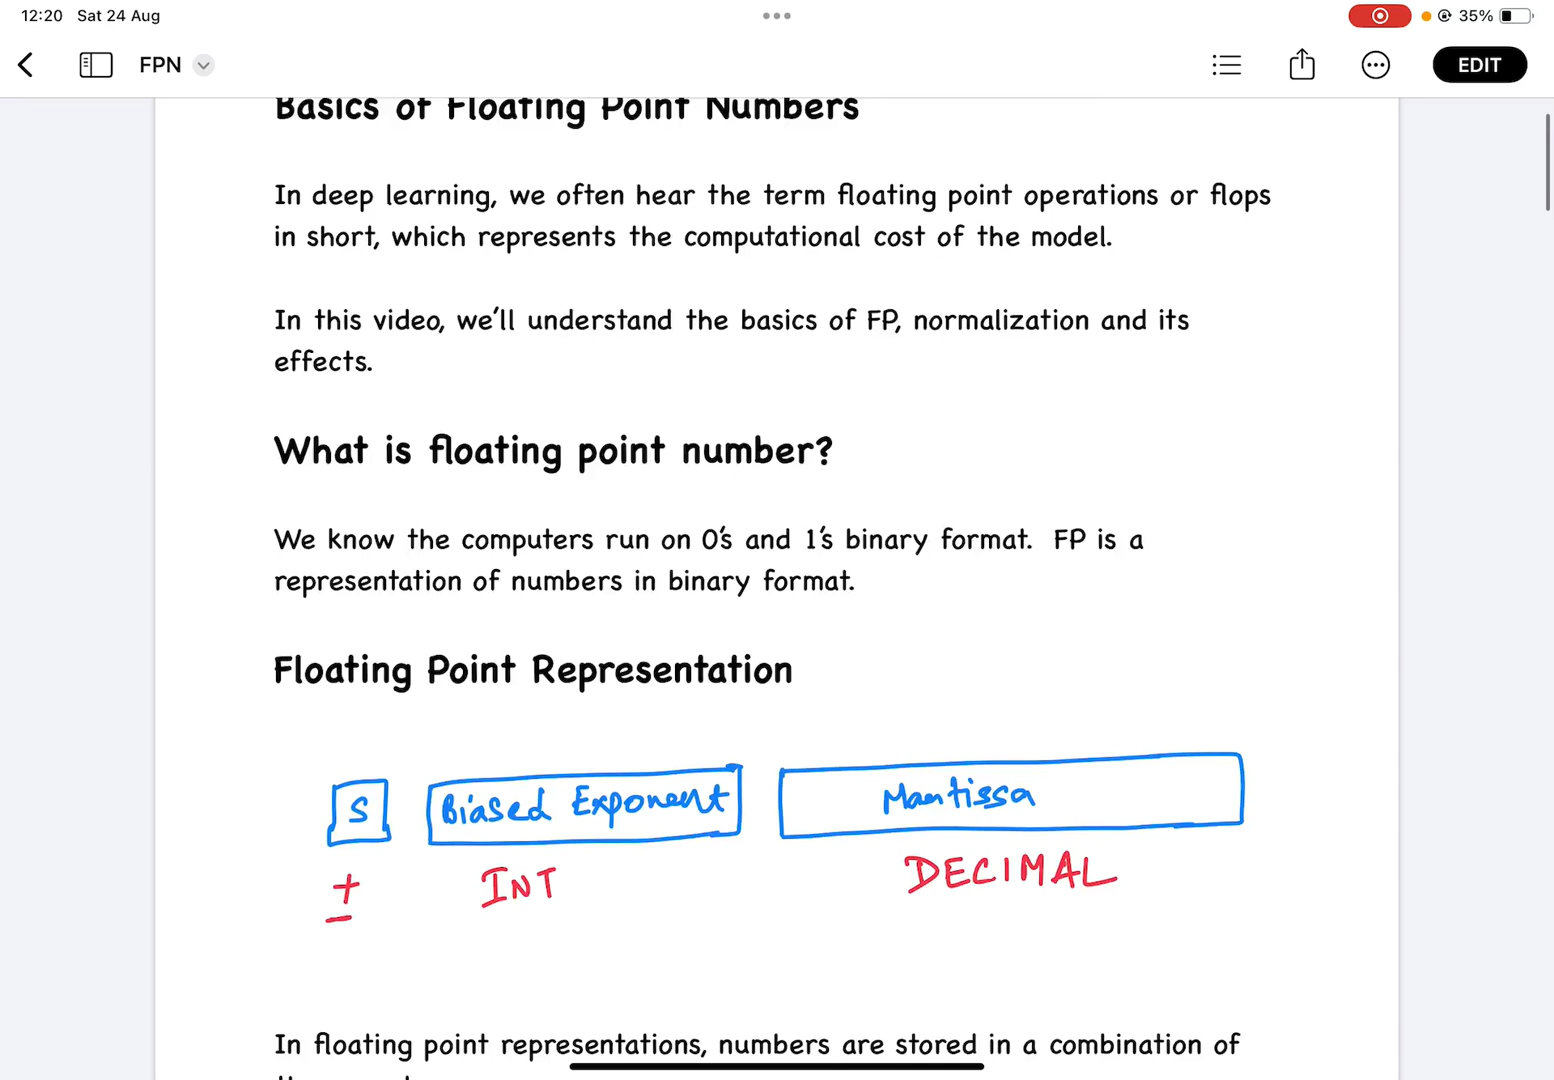 12:20 Sat 24 Aug
35%
FPN
EDIT
Basics of Floating Point Numbers
In deep learning, we often hear the term floating point operations or flops
in short, which represents the computational cost of the model.
In this video, we'll understand the basics of FP, normalization and its
effects.
What is floating point number?
We know the computers run on 0's and 1's binary format. FP is a
representation of numbers in binary format.
Floating Point Representation
S Biased Exponent Mantissa
± INT DECIMAL
In floating point representations, numbers are stored in a combination of